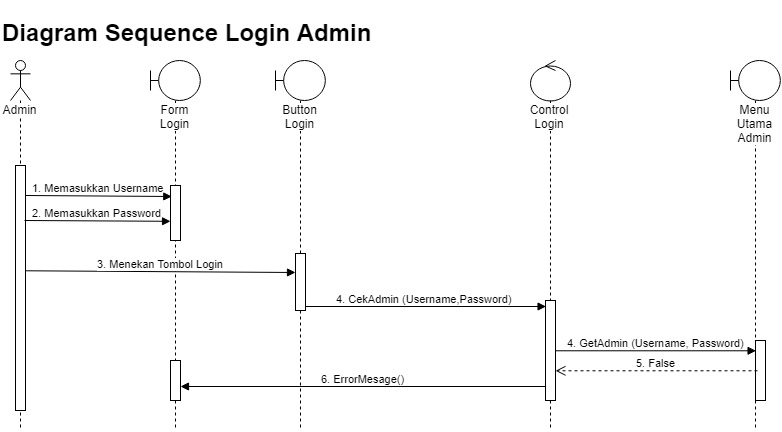 Diagram Sequence Login Admin
Admin
Form
Login
Button
Login
Control
Login
Menu
Utama
Admin
1. Memasukkan Username
2. Memasukkan Password
3. Menekan Tombol Login
4. CekAdmin (Username,Password)
4. GetAdmin (Username, Password)
5. False
6. ErrorMesage()